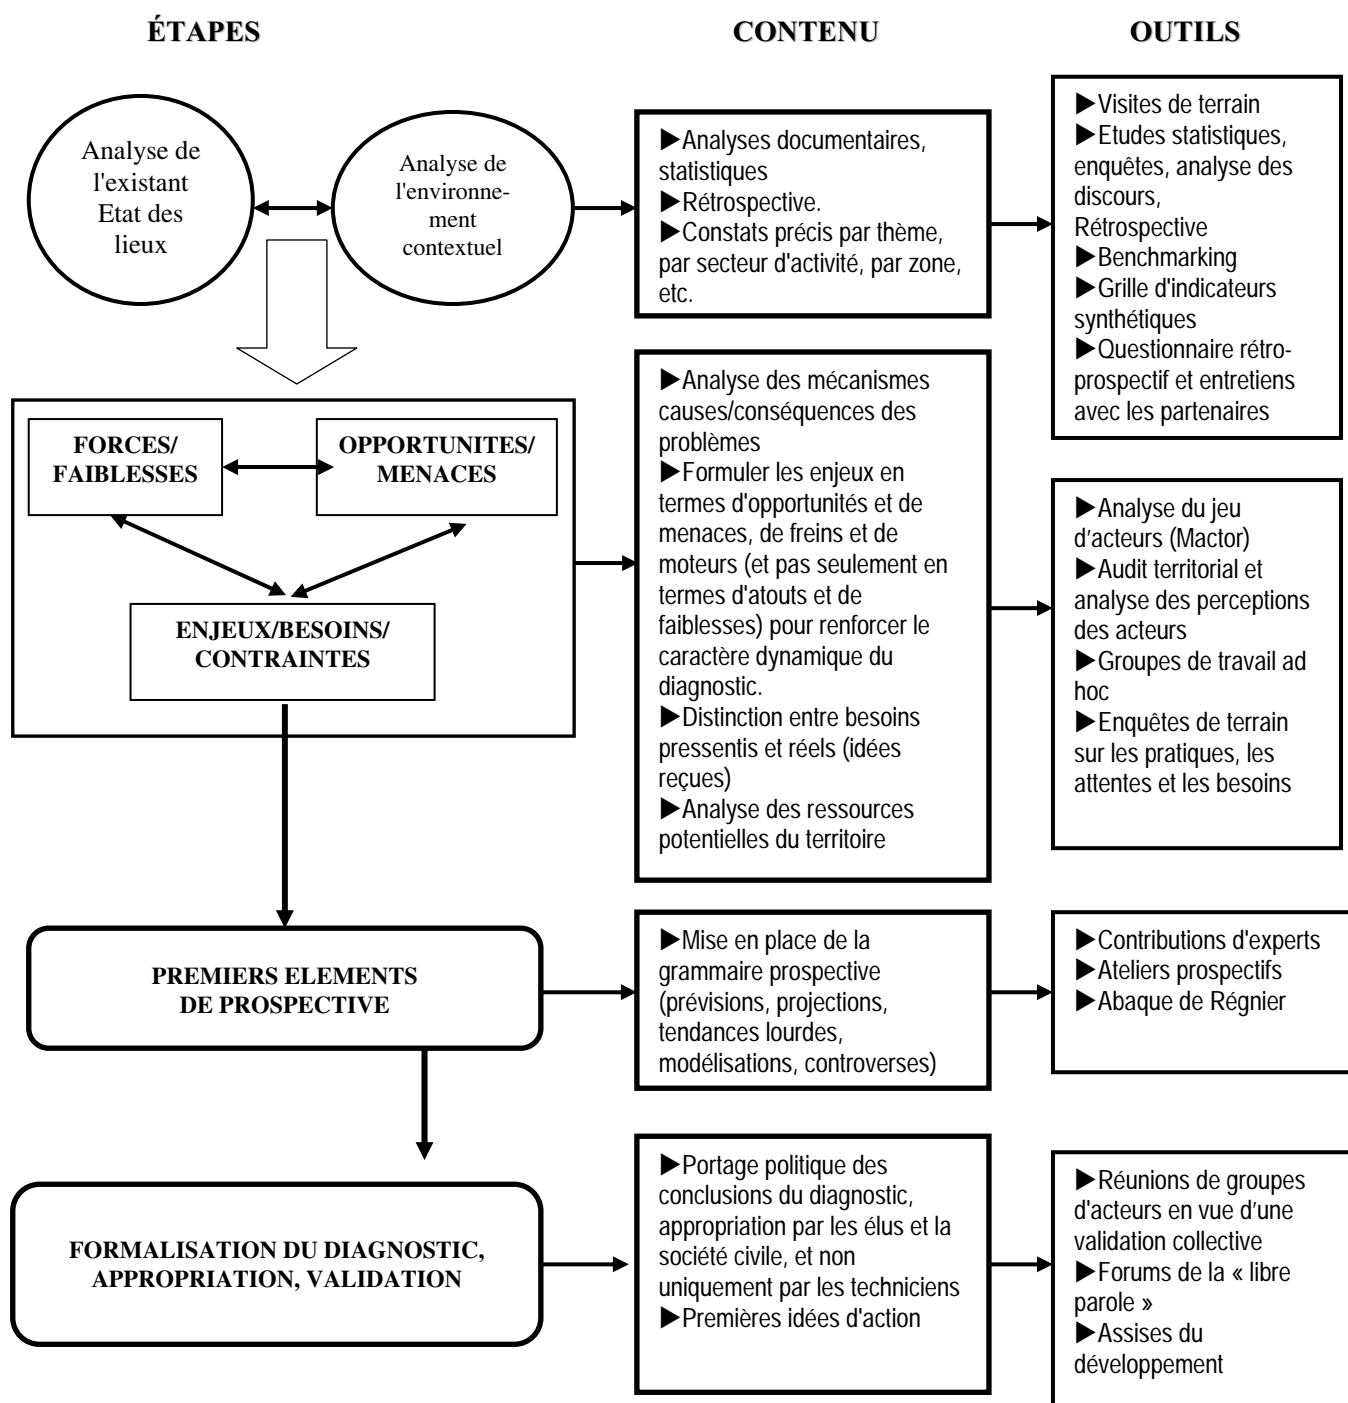 ÉTAPES
CONTENU
OUTILS
Analyse de
l'existant
Etat des
lieux
Analyse de
l'environne-
ment
contextuel
▶Analyses documentaires,
statistiques
▶Rétrospective.
▶Constats précis par thème,
par secteur d'activité, par zone,
etc.
▶Visites de terrain
▶Etudes statistiques,
enquêtes, analyse des
discours,
Rétrospective
▶Benchmarking
▶Grille d'indicateurs
synthétiques
▶Questionnaire rétro-
prospectif et entretiens
avec les partenaires
FORCES/
FAIBLESSES
OPPORTUNITES/
MENACES
ENJEUX/BESOINS/
CONTRAINTES
▶Analyse des mécanismes
causes/conséquences des
problèmes
▶Formuler les enjeux en
termes d'opportunités et de
menaces, de freins et de
moteurs (et pas seulement en
termes d'atouts et de
faiblesses) pour renforcer le
caractère dynamique du
diagnostic.
▶Distinction entre besoins
pressentis et réels (idées
reçues)
▶Analyse des ressources
potentielles du territoire
▶Analyse du jeu
d’acteurs (Mactor)
▶Audit territorial et
analyse des perceptions
des acteurs
▶Groupes de travail ad
hoc
▶Enquêtes de terrain
sur les pratiques, les
attentes et les besoins
PREMIERS ELEMENTS
DE PROSPECTIVE
▶Mise en place de la
grammaire prospective
(prévisions, projections,
tendances lourdes,
modélisations, controverses)
▶Contributions d'experts
▶Ateliers prospectifs
▶Abaque de Régnier
FORMALISATION DU DIAGNOSTIC,
APPROPRIATION, VALIDATION
▶Portage politique des
conclusions du diagnostic,
appropriation par les élus et la
société civile, et non
uniquement par les techniciens
▶Premières idées d'action
▶Réunions de groupes
d'acteurs en vue d’une
validation collective
▶Forums de la « libre
parole »
▶Assises du
développement